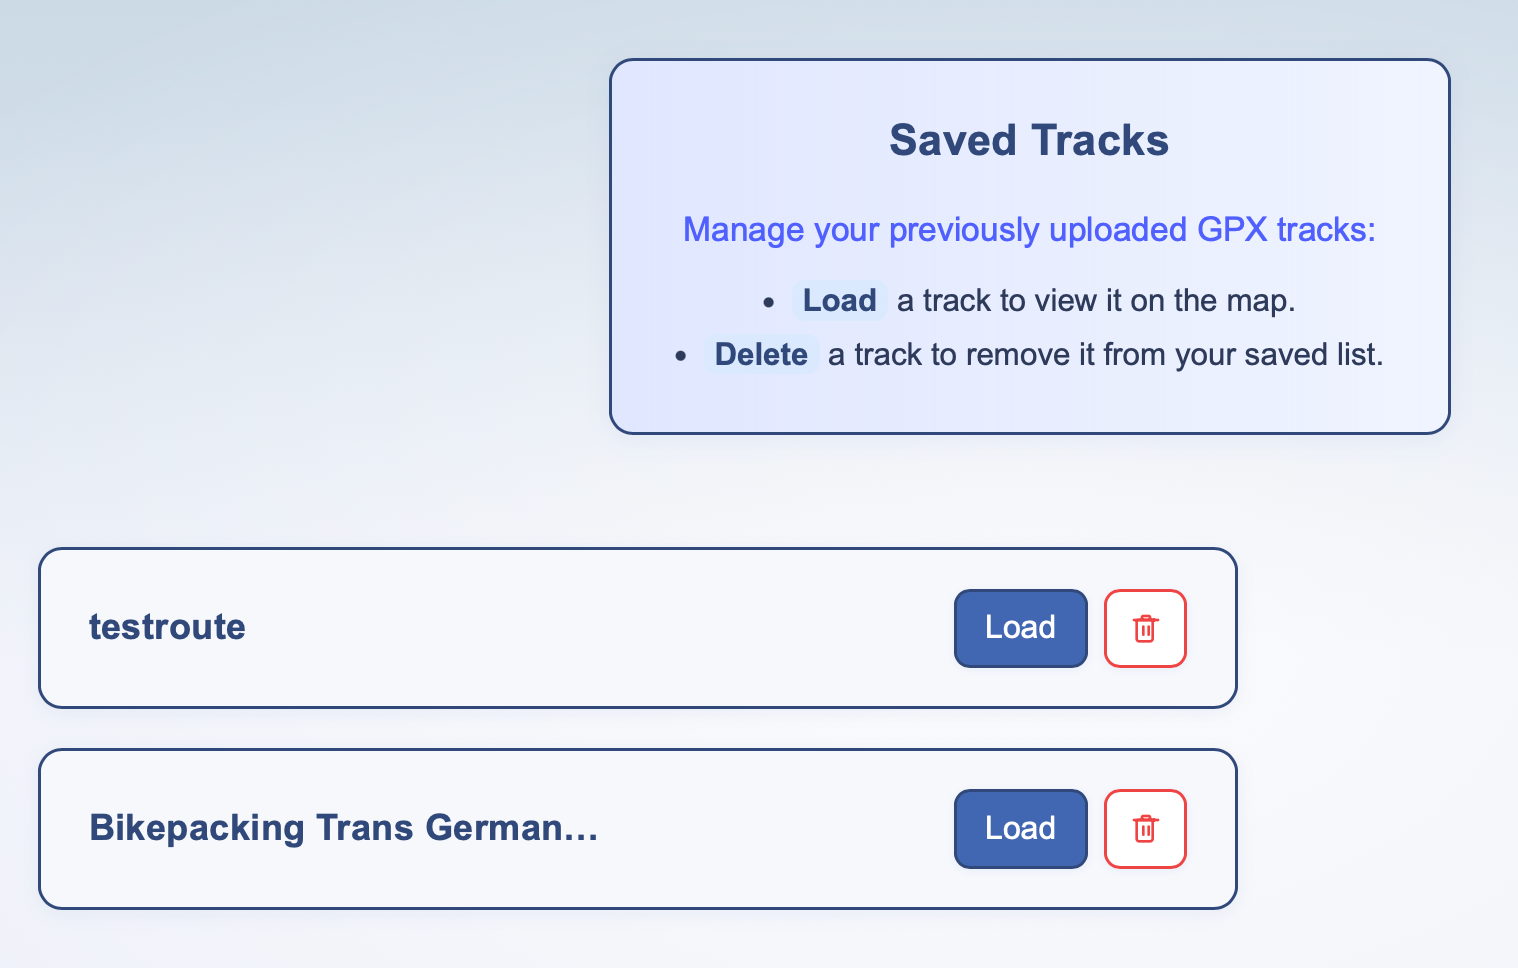 Saved Tracks
Manage your previously uploaded GPX tracks:
• Load a track to view it on the map.
• Delete a track to remove it from your saved list.
testroute
Load
Bikepacking Trans German...
Load